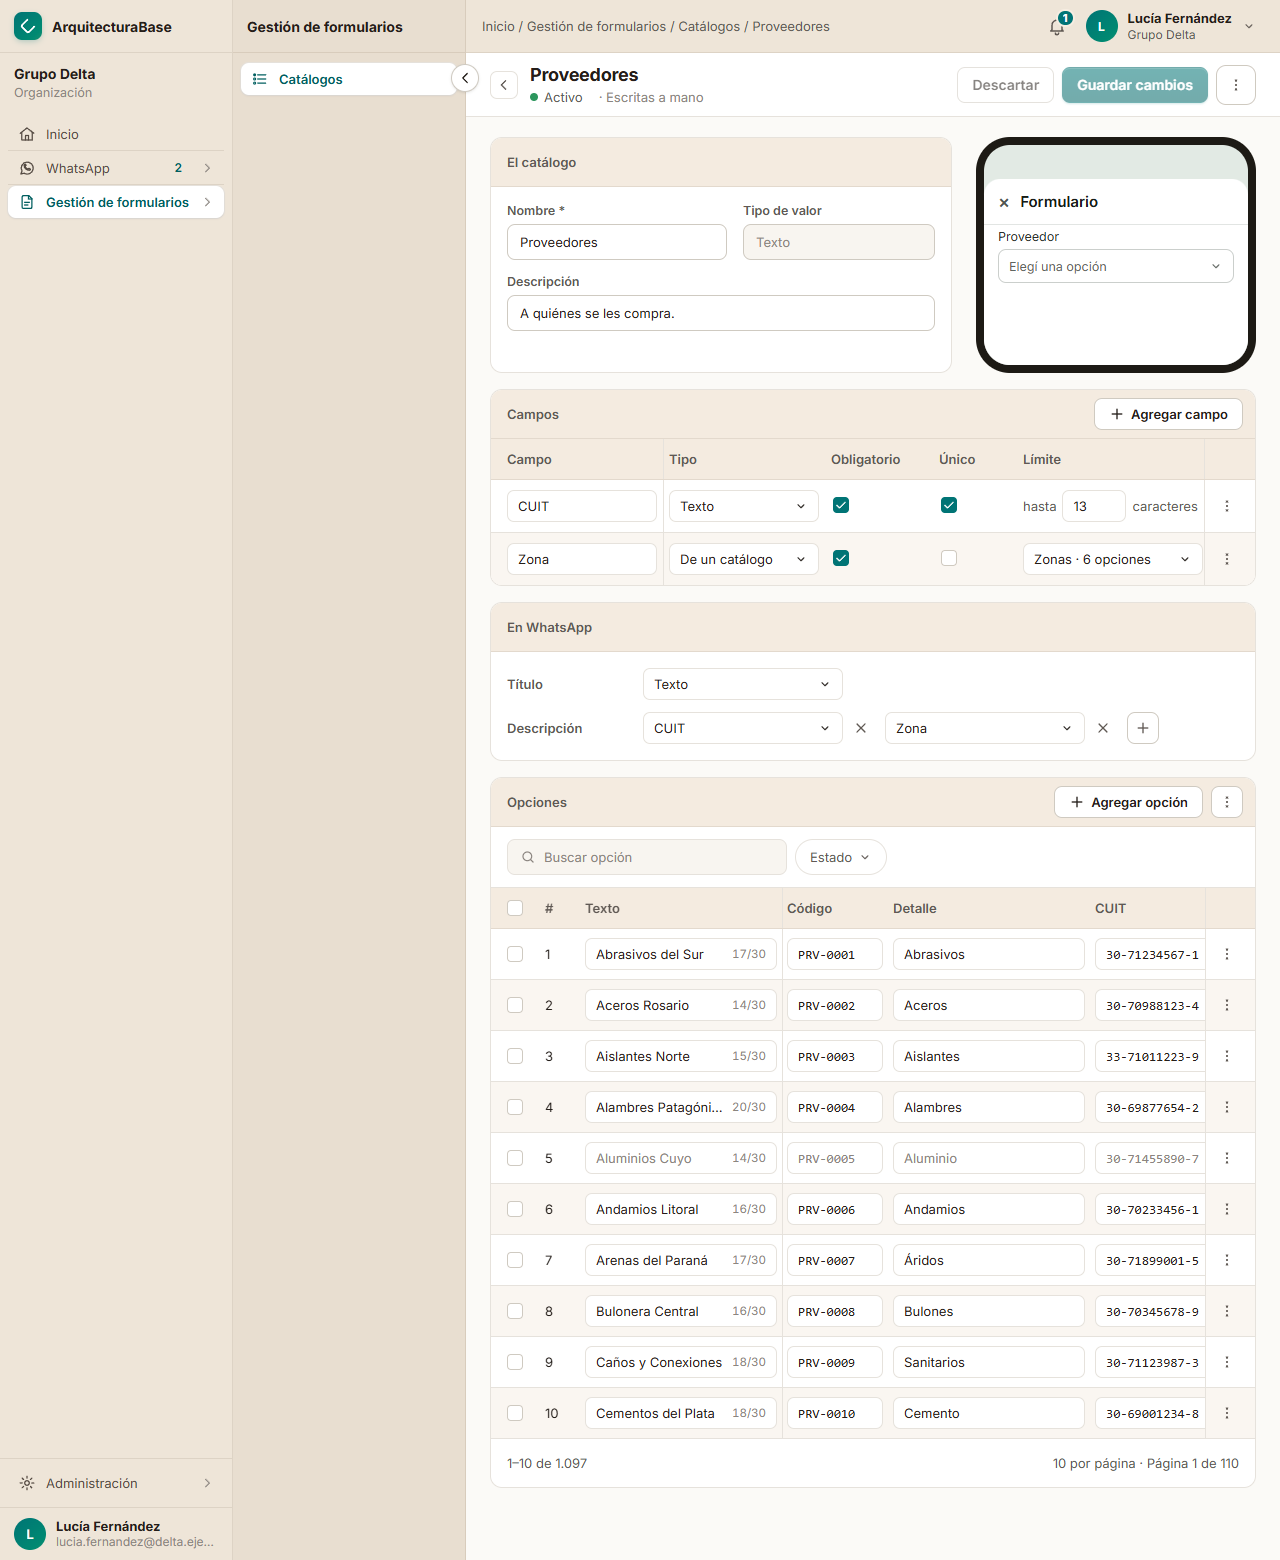 ArquitecturaBase
Gestión de formularios
Inicio / Gestión de formularios / Catálogos / Proveedores
1
L
Lucía Fernández
Grupo Delta
Grupo Delta
Organización
Inicio
WhatsApp 2
Gestión de formularios
Catálogos
Proveedores
Activo · Escritas a mano
Descartar
Guardar cambios
El catálogo
Nombre * Tipo de valor
Proveedores Texto
Descripción
A quiénes se les compra.
Formulario
Proveedor
Elegí una opción
Campos Agregar campo
Campo Tipo Obligatorio Único Límite
CUIT Texto hasta 13 caracteres
Zona De un catálogo Zonas · 6 opciones
En WhatsApp
Título Texto
Descripción CUIT Zona
Opciones Agregar opción
Buscar opción Estado
# Texto Código Detalle CUIT
1 Abrasivos del Sur 17/30 PRV-0001 Abrasivos 30-71234567-1
2 Aceros Rosario 14/30 PRV-0002 Aceros 30-70988123-4
3 Aislantes Norte 15/30 PRV-0003 Aislantes 33-71011223-9
4 Alambres Patagóni... 20/30 PRV-0004 Alambres 30-69877654-2
5 Aluminios Cuyo 14/30 PRV-0005 Aluminio 30-71455890-7
6 Andamios Litoral 16/30 PRV-0006 Andamios 30-70233456-1
7 Arenas del Paraná 17/30 PRV-0007 Áridos 30-71899001-5
8 Bulonera Central 16/30 PRV-0008 Bulones 30-70345678-9
9 Caños y Conexiones 18/30 PRV-0009 Sanitarios 30-71123987-3
10 Cementos del Plata 18/30 PRV-0010 Cemento 30-69001234-8
1–10 de 1.097 10 por página · Página 1 de 110
Administración
L
Lucía Fernández
lucia.fernandez@delta.eje...